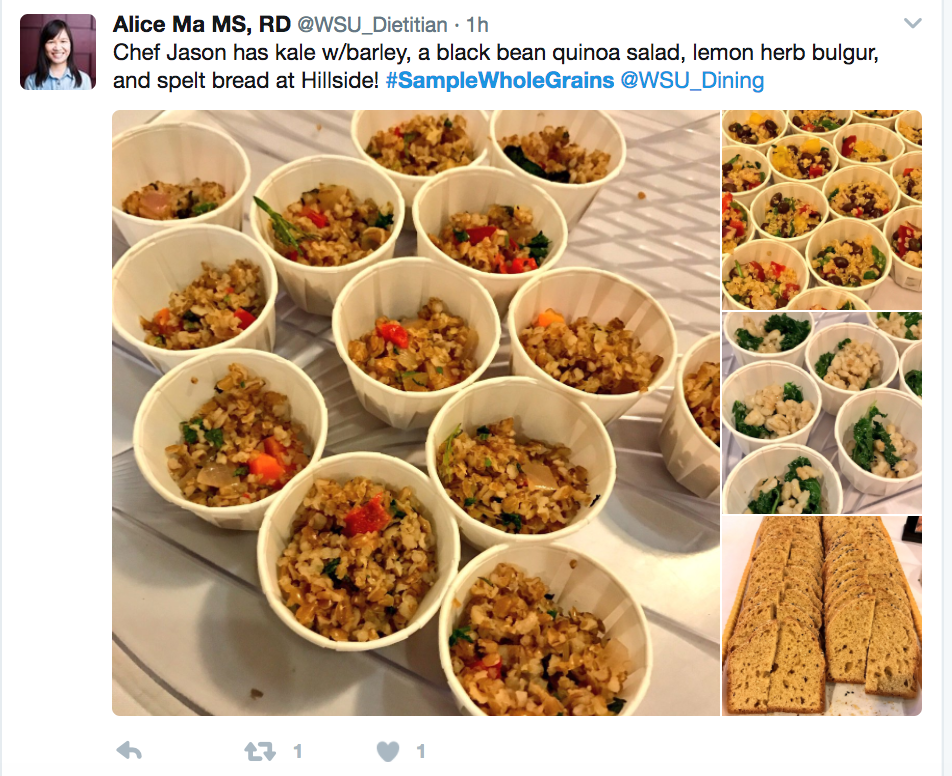 Alice Ma MS, RD @WSU_Dietitian · 1h
Chef Jason has kale w/barley, a black bean quinoa salad, lemon herb bulgur,
and spelt bread at Hillside! #SampleWholeGrains @WSU_Dining
1 1